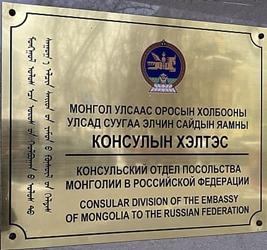 МОНГОЛ УЛСААС ОРОСЫН ХОЛБООНЫ
УЛСАД СУУГАА ЭЛЧИН САЙДЫН ЯАМНЫ
КОНСУЛЫН ХЭЛТЭС
КОНСУЛЬСКИЙ ОТДЕЛ ПОСОЛЬСТВА
МОНГОЛИИ В РОССИЙСКОЙ ФЕДЕРАЦИИ
CONSULAR DIVISION OF THE EMBASSY
OF MONGOLIA TO THE RUSSIAN FEDERATION